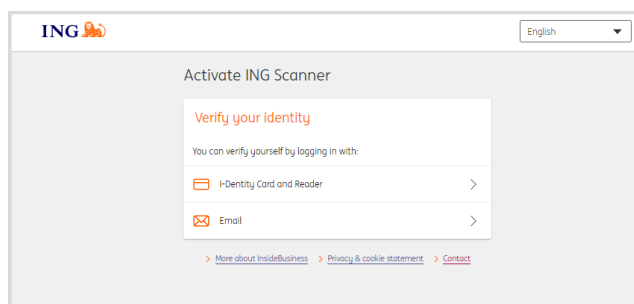 ING
English
Activate ING Scanner
Verify your identity
You can verify yourself by logging in with:
I-Dentity Card and Reader
Email
More about InsideBusiness Privacy & cookie statement Contact